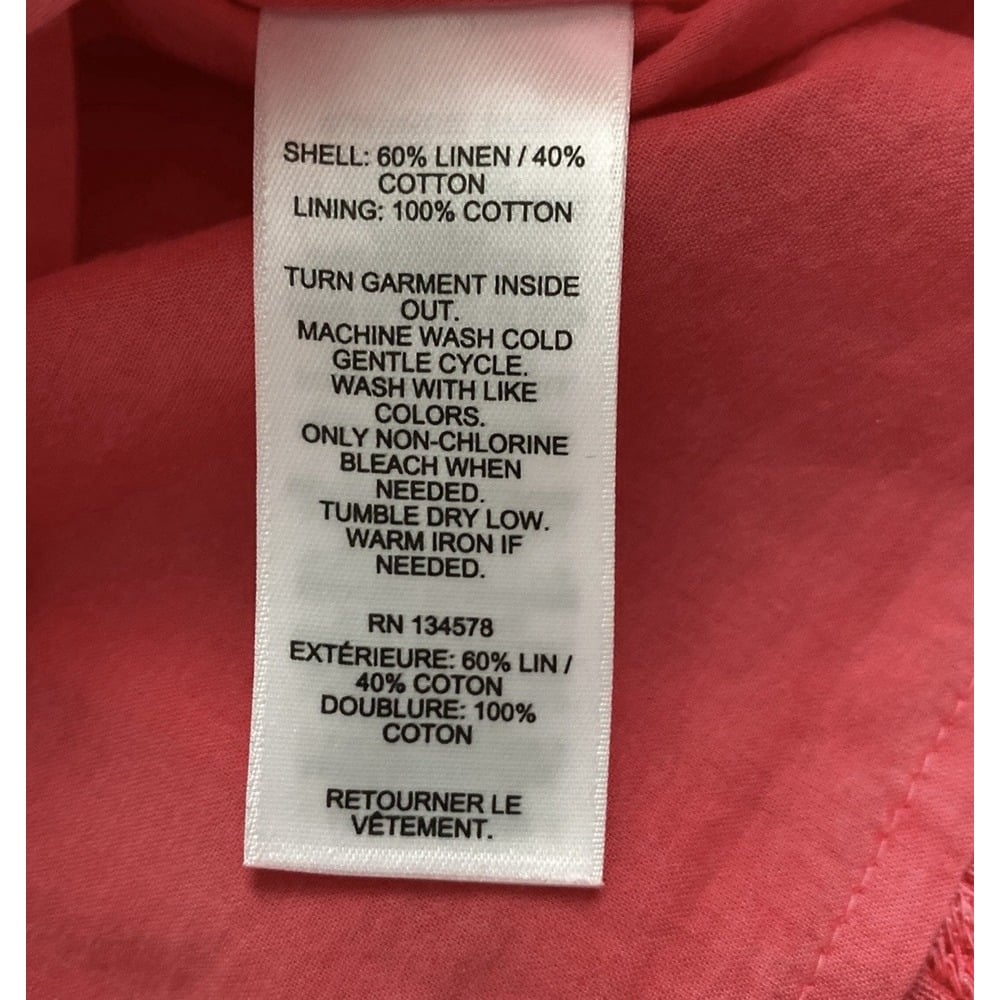 SHELL: 60% LINEN / 40%
COTTON
LINING: 100% COTTON
TURN GARMENT INSIDE
OUT.
MACHINE WASH COLD
GENTLE CYCLE.
WASH WITH LIKE
COLORS.
ONLY NON-CHLORINE
BLEACH WHEN
NEEDED.
TUMBLE DRY LOW.
WARM IRON IF
NEEDED.
RN 134578
EXTÉRIEURE: 60% LIN /
40% COTON
DOUBLURE: 100%
COTON
RETOURNER LE
VÊTEMENT.